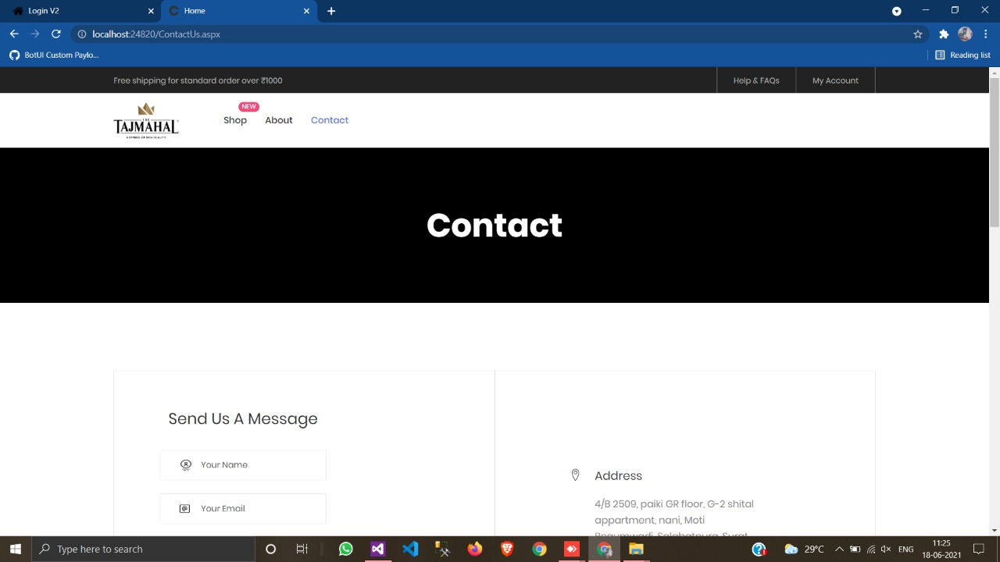 Login V2
Home
localhost:24820/ContactUs.aspx
BotUI Custom Paylo...
Reading list
Free shipping for standard order over ₹1000
Help & FAQs
My Account
THE
TAJMAHAL
A SYMBOL OF HIGH QUALITY
NEW
Shop
About
Contact
Contact
Send Us A Message
Your Name
Your Email
Address
4/B 2509, paiki GR floor, G-2 shital
appartment, nani, Moti
Begumwadi, Salabatpura, Surat,
Type here to search
29°C
ENG
11:25
18-06-2021